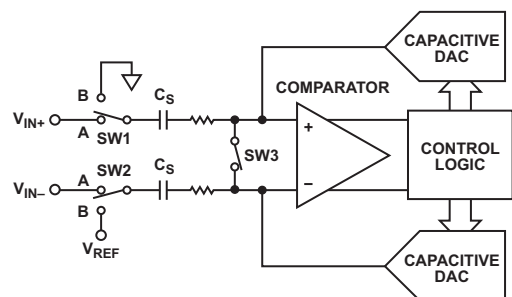 CAPACITIVE
DAC
B
COMPARATOR
CS
VIN+
A
SW1
+
SW3
CONTROL
LOGIC
SW2
CS
VIN–
A
–
B
VREF
CAPACITIVE
DAC